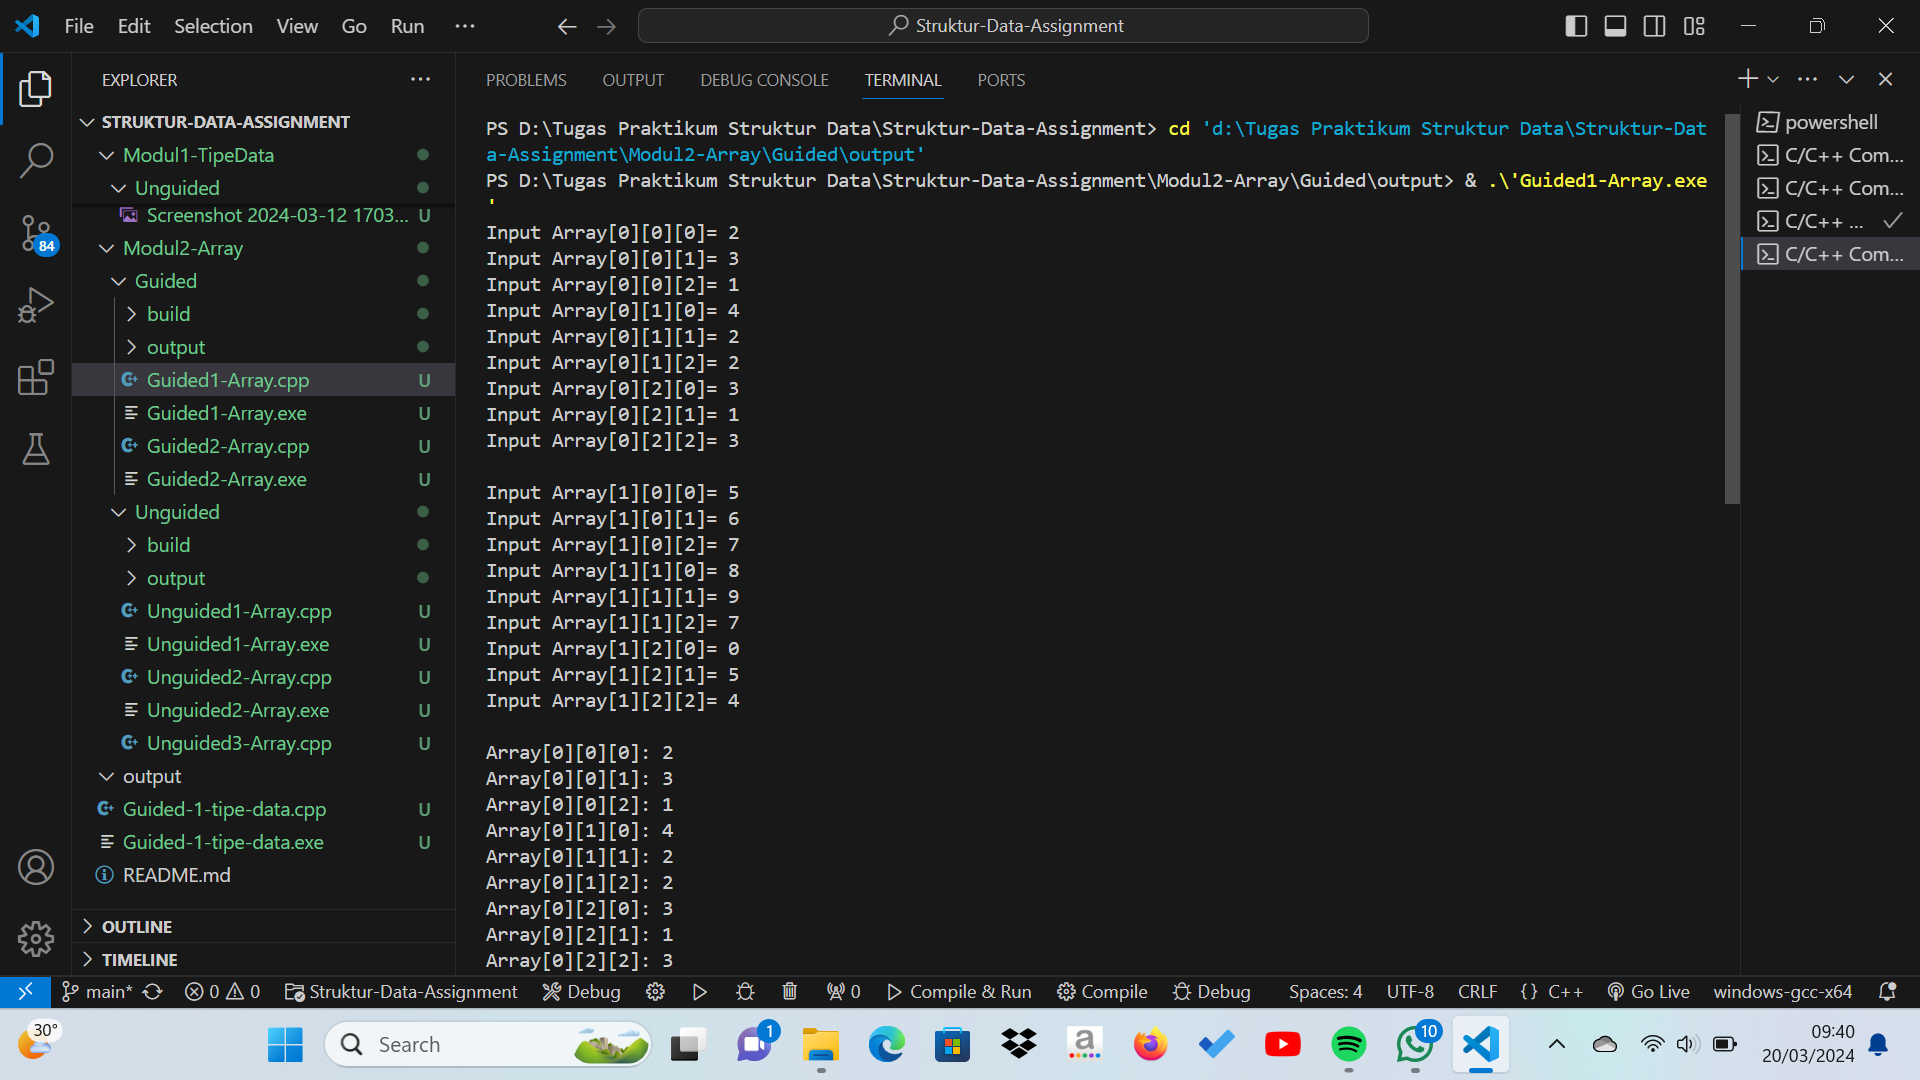 File Edit Selection View Go Run ··· Struktur-Data-Assignment
EXPLORER
STRUKTUR-DATA-ASSIGNMENT
Modul1-TipeData
Unguided
Screenshot 2024-03-12 1703... U
Modul2-Array
Guided
build
output
Guided1-Array.cpp U
Guided1-Array.exe U
Guided2-Array.cpp U
Guided2-Array.exe U
Unguided
build
output
Unguided1-Array.cpp U
Unguided1-Array.exe U
Unguided2-Array.cpp U
Unguided2-Array.exe U
Unguided3-Array.cpp U
output
Guided-1-tipe-data.cpp U
Guided-1-tipe-data.exe U
README.md
OUTLINE
TIMELINE
84
PROBLEMS OUTPUT DEBUG CONSOLE TERMINAL PORTS
PS D:\Tugas Praktikum Struktur Data\Struktur-Data-Assignment> cd 'd:\Tugas Praktikum Struktur Data\Struktur-Dat
a-Assignment\Modul2-Array\Guided\output'
PS D:\Tugas Praktikum Struktur Data\Struktur-Data-Assignment\Modul2-Array\Guided\output> & .\'Guided1-Array.exe
'
Input Array[0][0][0]= 2
Input Array[0][0][1]= 3
Input Array[0][0][2]= 1
Input Array[0][1][0]= 4
Input Array[0][1][1]= 2
Input Array[0][1][2]= 2
Input Array[0][2][0]= 3
Input Array[0][2][1]= 1
Input Array[0][2][2]= 3
Input Array[1][0][0]= 5
Input Array[1][0][1]= 6
Input Array[1][0][2]= 7
Input Array[1][1][0]= 8
Input Array[1][1][1]= 9
Input Array[1][1][2]= 7
Input Array[1][2][0]= 0
Input Array[1][2][1]= 5
Input Array[1][2][2]= 4
Array[0][0][0]: 2
Array[0][0][1]: 3
Array[0][0][2]: 1
Array[0][1][0]: 4
Array[0][1][1]: 2
Array[0][1][2]: 2
Array[0][2][0]: 3
Array[0][2][1]: 1
Array[0][2][2]: 3
powershell
C/C++ Com...
C/C++ Com...
C/C++ ...
C/C++ Com...
main* 0 0 Struktur-Data-Assignment Debug 0 Compile & Run Compile Debug Spaces: 4 UTF-8 CRLF {} C++ Go Live windows-gcc-x64
30° Search 1 a 10 09:40
20/03/2024